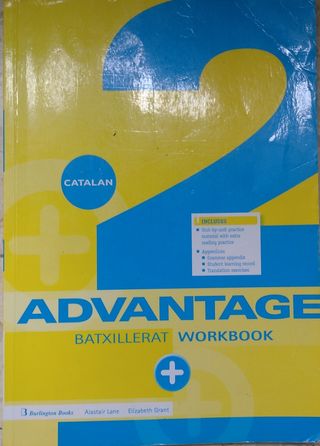 2
CATALAN
INCLUDES
Unit-by-unit practice
material with extra
reading practice
Appendices
Common appendix
Student learning record
Translation exercises
ADVANTAGE
BATXILLERAT WORKBOOK
+
B Burlington Books Alastair Lane Elizabeth Grant